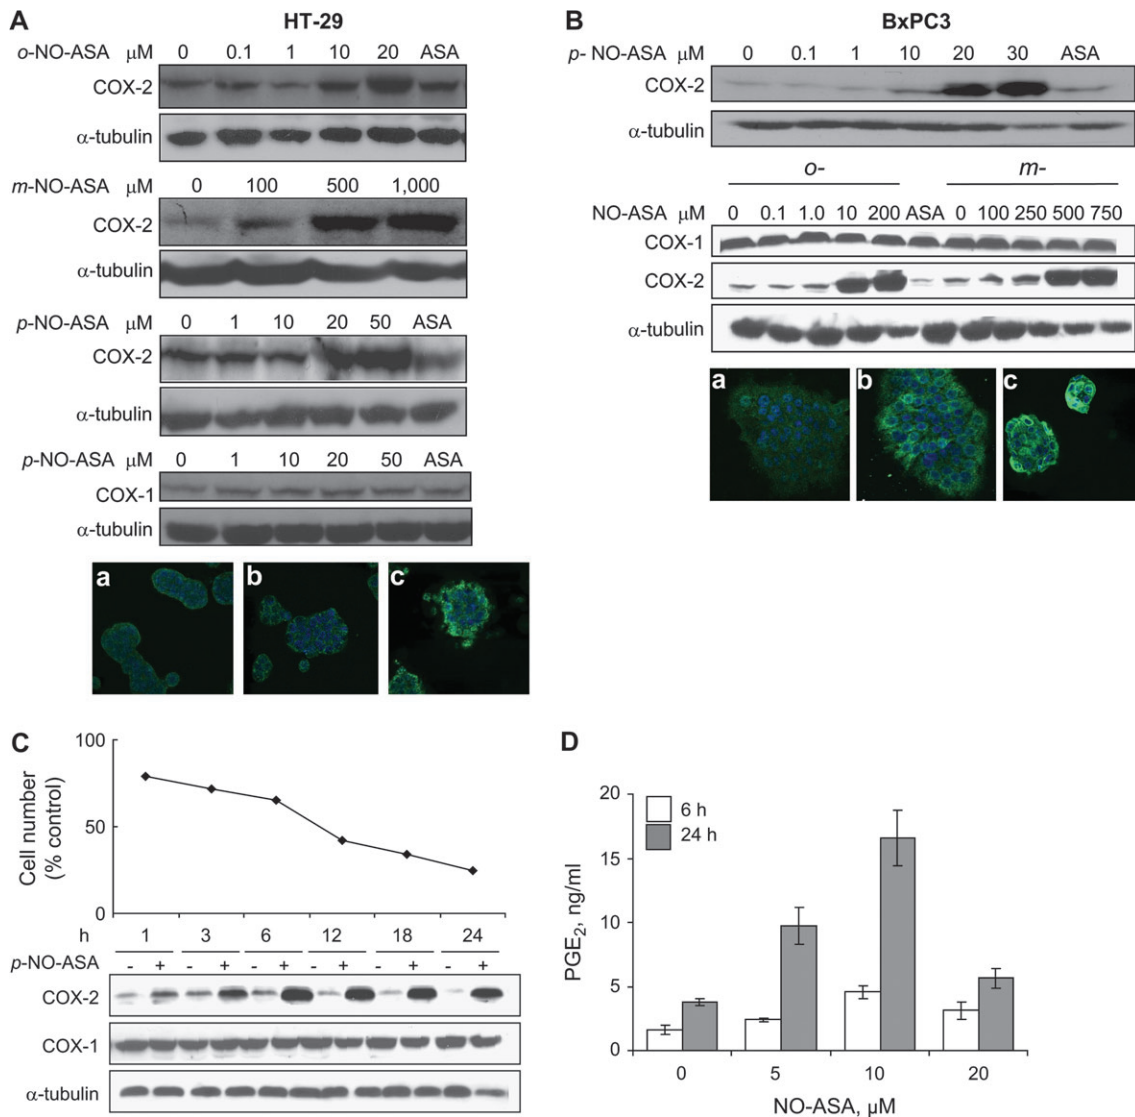 A
HT-29
o-NO-ASA μM 0 0.1 1 10 20 ASA
COX-2
α-tubulin
m-NO-ASA μM 0 100 500 1,000
COX-2
α-tubulin
p-NO-ASA μM 0 1 10 20 50 ASA
COX-2
α-tubulin
p-NO-ASA μM 0 1 10 20 50 ASA
COX-1
α-tubulin
a b c
B
BxPC3
p- NO-ASA μM 0 0.1 1 10 20 30 ASA
COX-2
α-tubulin
o- m-
NO-ASA μM 0 0.1 1.0 10 200 ASA 0 100 250 500 750
COX-1
COX-2
α-tubulin
a b c
C
Cell number
(% control)
100
50
0
h 1 3 6 12 18 24
p-NO-ASA - + - + - + - + - + - +
COX-2
COX-1
α-tubulin
D
PGE2, ng/ml
20
15
10
5
0
6 h
24 h
0 5 10 20
NO-ASA, μM